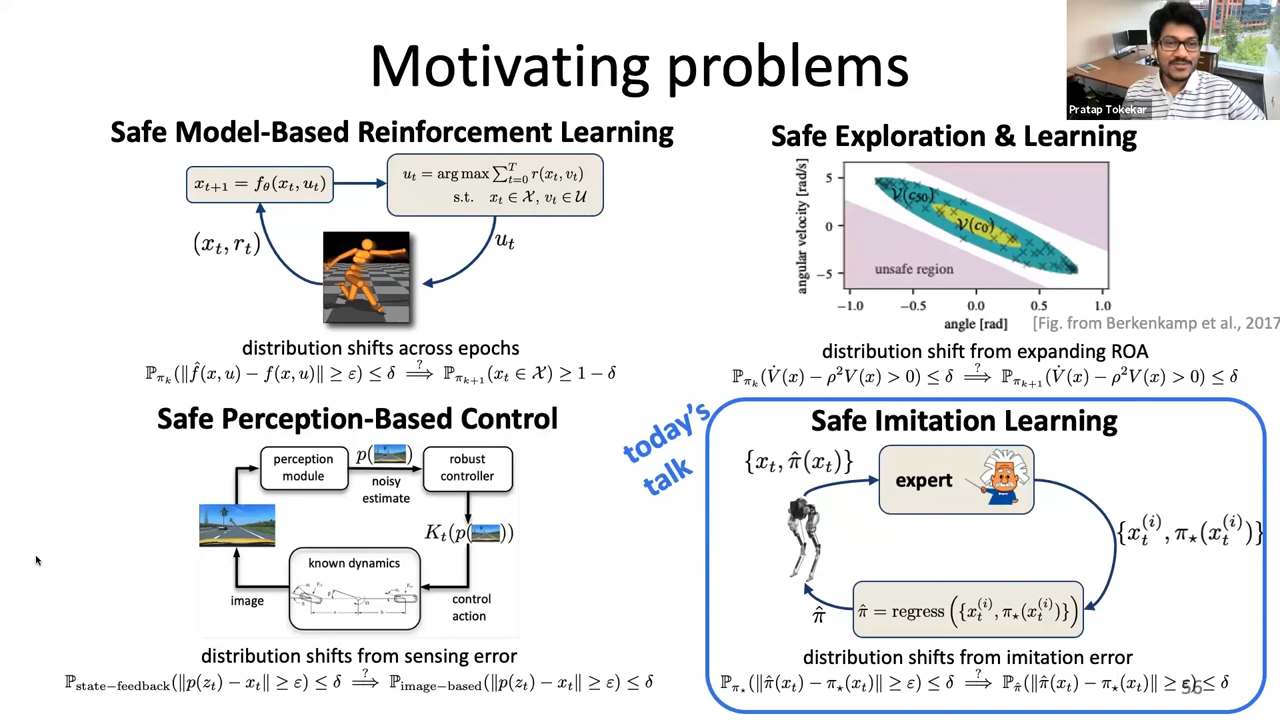 Motivating problems
Pratap Tokekar
Safe Model-Based Reinforcement Learning
x_{t+1} = f_θ(x_t, u_t)
u_t = arg max ∑_{t=0}^T r(x_t, v_t)
s.t. x_t ∈ 𝒳, v_t ∈ 𝒰
(x_t, r_t)
u_t
distribution shifts across epochs
ℙ_{π_k}(‖f̂(x, u) − f(x, u)‖ ≥ ε) ≤ δ ⟹? ℙ_{π_{k+1}}(x_t ∈ 𝒳) ≥ 1 − δ
Safe Exploration & Learning
angular velocity [rad/s]
5
0
−5
𝒱(c_{50})
𝒱(c_0)
unsafe region
−1.0 −0.5 0.0 0.5 1.0
angle [rad]
[Fig. from Berkenkamp et al., 2017
distribution shift from expanding ROA
ℙ_{π_k}(V̇(x) − ρ²V(x) > 0) ≤ δ ⟹? ℙ_{π_{k+1}}(V̇(x) − ρ²V(x) > 0) ≤ δ
Safe Perception-Based Control
perception
module
p( )
noisy
estimate
robust
controller
K_t(p( ))
known dynamics
image
control
action
distribution shifts from sensing error
ℙ_{state−feedback}(‖p(z_t) − x_t‖ ≥ ε) ≤ δ ⟹? ℙ_{image−based}(‖p(z_t) − x_t‖ ≥ ε) ≤ δ
today's
talk
Safe Imitation Learning
{x_t, π̂(x_t)}
expert
{x_t^{(i)}, π_⋆(x_t^{(i)})}
π̂
π̂ = regress({x_t^{(i)}, π_⋆(x_t^{(i)})})
distribution shifts from imitation error
ℙ_{π_⋆}(‖π̂(x_t) − π_⋆(x_t)‖ ≥ ε) ≤ δ ⟹? ℙ_{π̂}(‖π̂(x_t) − π_⋆(x_t)‖ ≥ ε) ≤ δ
56